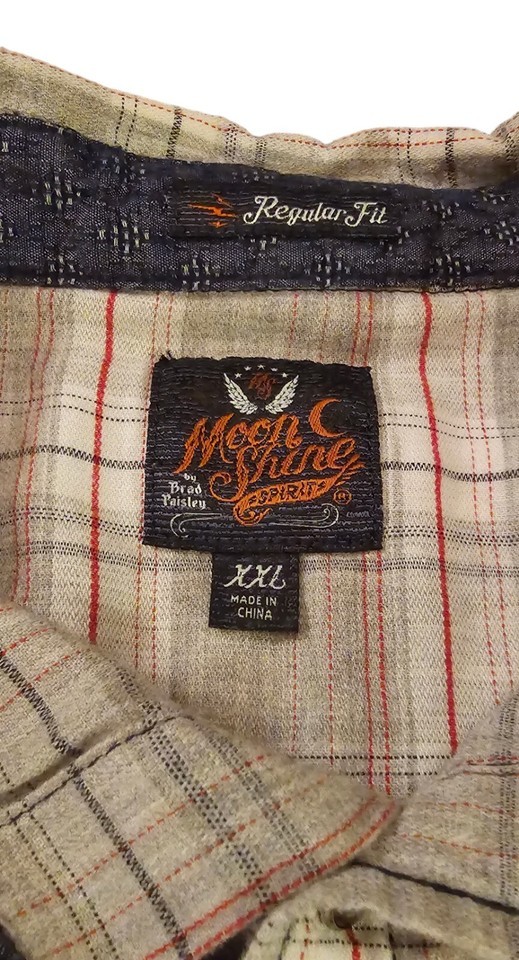 Regular Fit
Moon
Shine
by
Brad
Paisley
SPIRIT
®
XXL
MADE IN
CHINA